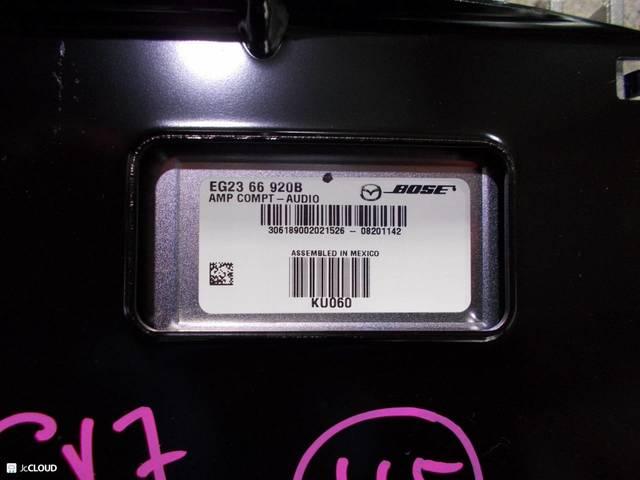 EG23 66 920B
AMP COMPT-AUDIO
BOSE
306189002021526 - 08201142
ASSEMBLED IN MEXICO
KU060
JcCLOUD